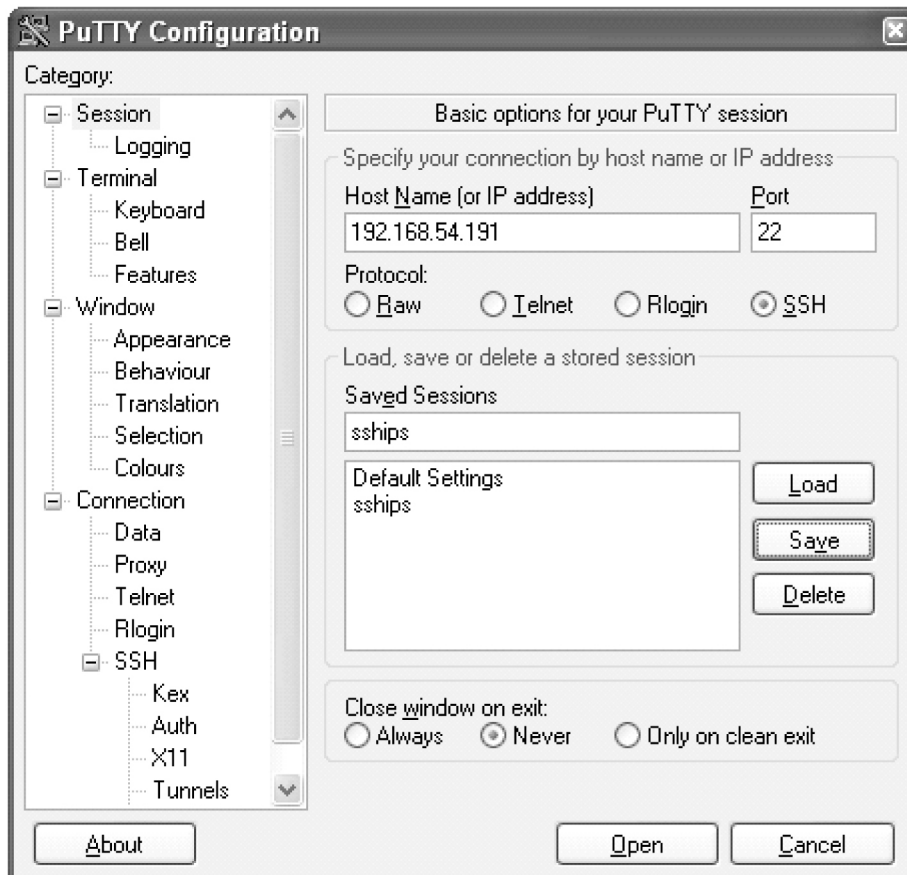 PuTTY Configuration
Category:
Session
Logging
Terminal
Keyboard
Bell
Features
Window
Appearance
Behaviour
Translation
Selection
Colours
Connection
Data
Proxy
Telnet
Rlogin
SSH
Kex
Auth
X11
Tunnels
Basic options for your PuTTY session
Specify your connection by host name or IP address
Host Name (or IP address) Port
192.168.54.191 22
Protocol:
Raw Telnet Rlogin SSH
Load, save or delete a stored session
Saved Sessions
sships
Default Settings
sships
Load
Save
Delete
Close window on exit:
Always Never Only on clean exit
About Open Cancel